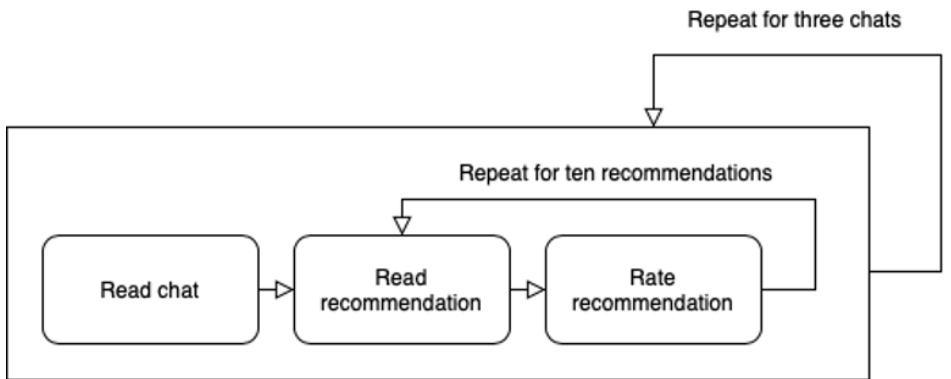 Repeat for three chats
Repeat for ten recommendations
Read chat
Read
recommendation
Rate
recommendation